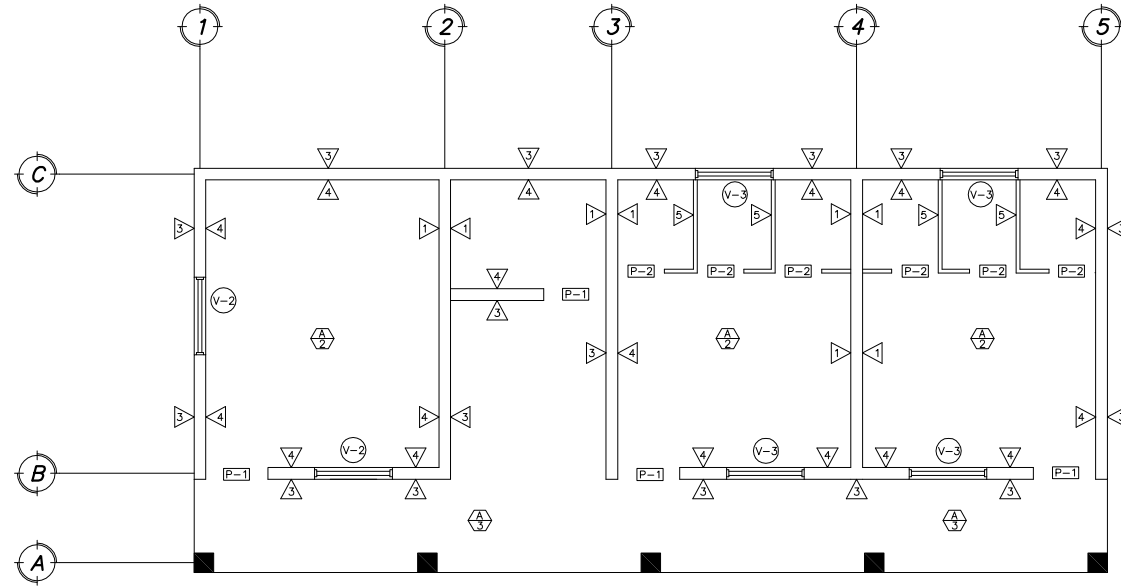 1 2 3 4 5
C
3 3 3 3 3 3
4 4 4 4 4 4
V-3 V-3
1 1 5 5 1 1 5 5
3 4 1 1 4 3
P-2 P-2 P-2 P-2 P-2 P-2
4
V-2 P-1
3
A 2 A 2 A 2
3 4 1 1
3 4 4 3 4 3
V-2 V-3 V-3
4 4 4 4 4 4
B
P-1 P-1 P-1
3 3 3 3 3
A 3 A 3
A